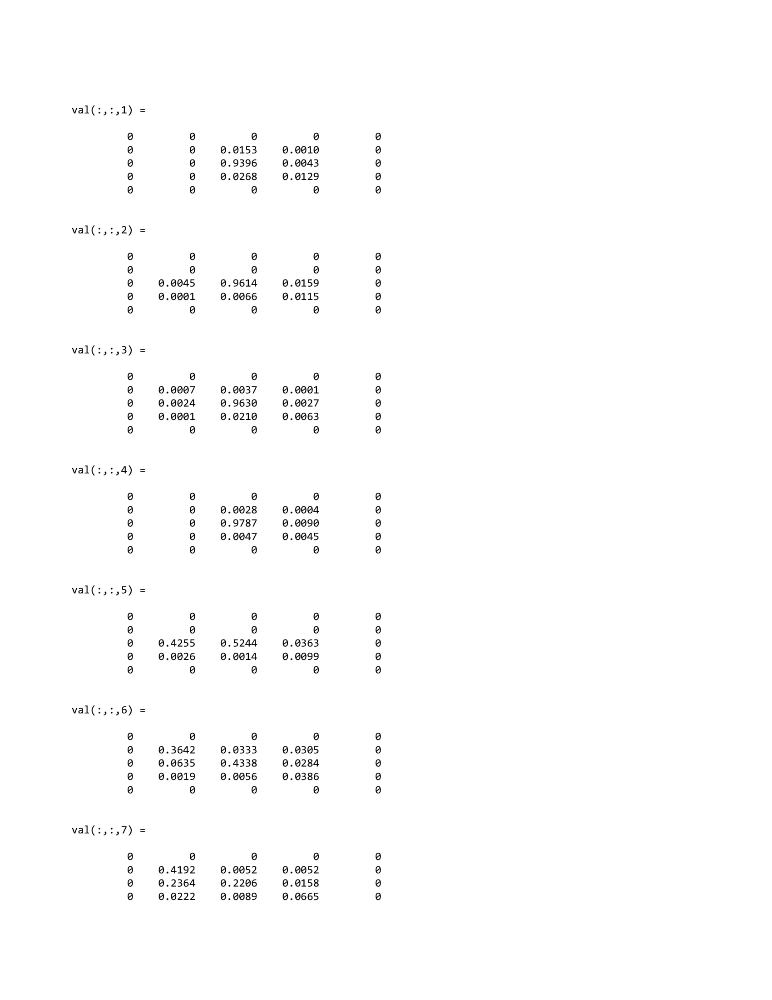 val(:,:,1) =
0 0 0 0 0
0 0 0.0153 0.0010 0
0 0 0.9396 0.0043 0
0 0 0.0268 0.0129 0
0 0 0 0 0
val(:,:,2) =
0 0 0 0 0
0 0 0 0 0
0 0.0045 0.9614 0.0159 0
0 0.0001 0.0066 0.0115 0
0 0 0 0 0
val(:,:,3) =
0 0 0 0 0
0 0.0007 0.0037 0.0001 0
0 0.0024 0.9630 0.0027 0
0 0.0001 0.0210 0.0063 0
0 0 0 0 0
val(:,:,4) =
0 0 0 0 0
0 0 0.0028 0.0004 0
0 0 0.9787 0.0090 0
0 0 0.0047 0.0045 0
0 0 0 0 0
val(:,:,5) =
0 0 0 0 0
0 0 0 0 0
0 0.4255 0.5244 0.0363 0
0 0.0026 0.0014 0.0099 0
0 0 0 0 0
val(:,:,6) =
0 0 0 0 0
0 0.3642 0.0333 0.0305 0
0 0.0635 0.4338 0.0284 0
0 0.0019 0.0056 0.0386 0
0 0 0 0 0
val(:,:,7) =
0 0 0 0 0
0 0.4192 0.0052 0.0052 0
0 0.2364 0.2206 0.0158 0
0 0.0222 0.0089 0.0665 0